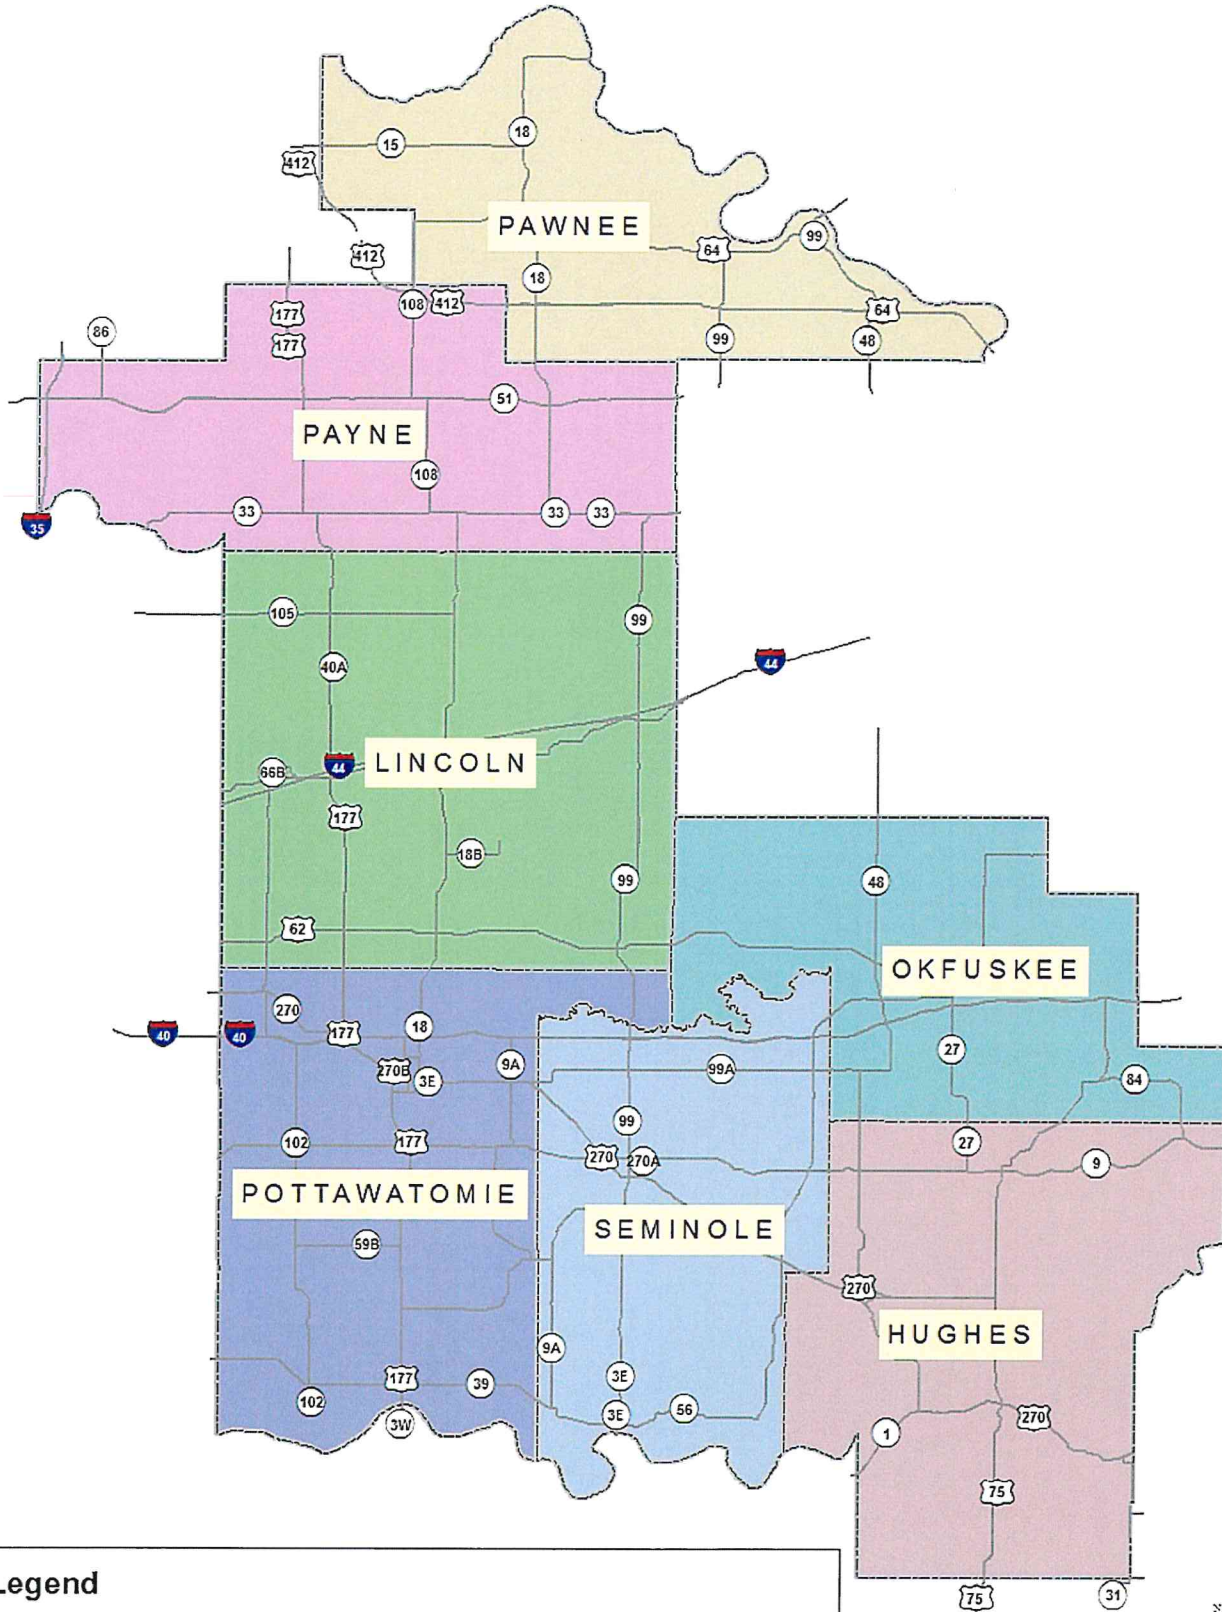 18
15
412
PAWNEE
99
64
412
18
108
412
177
64
86
99
48
177
51
PAYNE
108
33
33
33
35
105
99
44
40A
LINCOLN
44
66B
177
18B
99
48
62
OKFUSKEE
270
18
177
40
40
27
9A
99A
270B
3E
84
99
102
177
27
270
270A
9
POTTAWATOMIE
SEMINOLE
59B
270
HUGHES
9A
177
3E
39
102
56
3E
270
3W
1
75
Legend
75
31